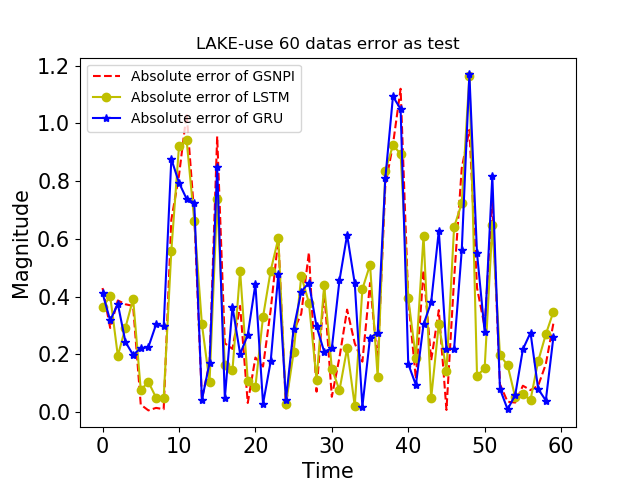 LAKE-use 60 datas error as test
Absolute error of GSNPI
Absolute error of LSTM
Absolute error of GRU
Magnitude
1.2
1.0
0.8
0.6
0.4
0.2
0.0
0 10 20 30 40 50 60
Time